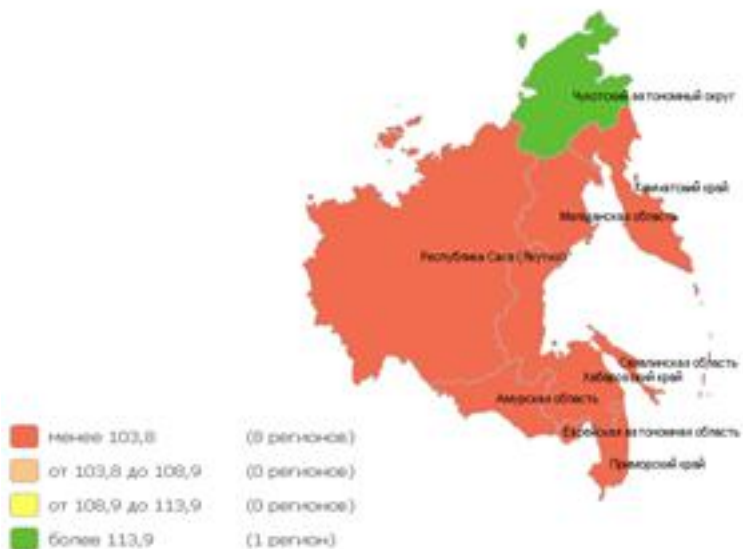 Чукотский автономный округ
Камчатский край
Магаданская область
Республика Саха (Якутия)
Сахалинская область
Хабаровский край
Амурская область
Еврейская автономная область
Приморский край
менее 103,8 (8 регионов)
от 103,8 до 108,9 (0 регионов)
от 108,9 до 113,9 (0 регионов)
более 113,9 (1 регион)